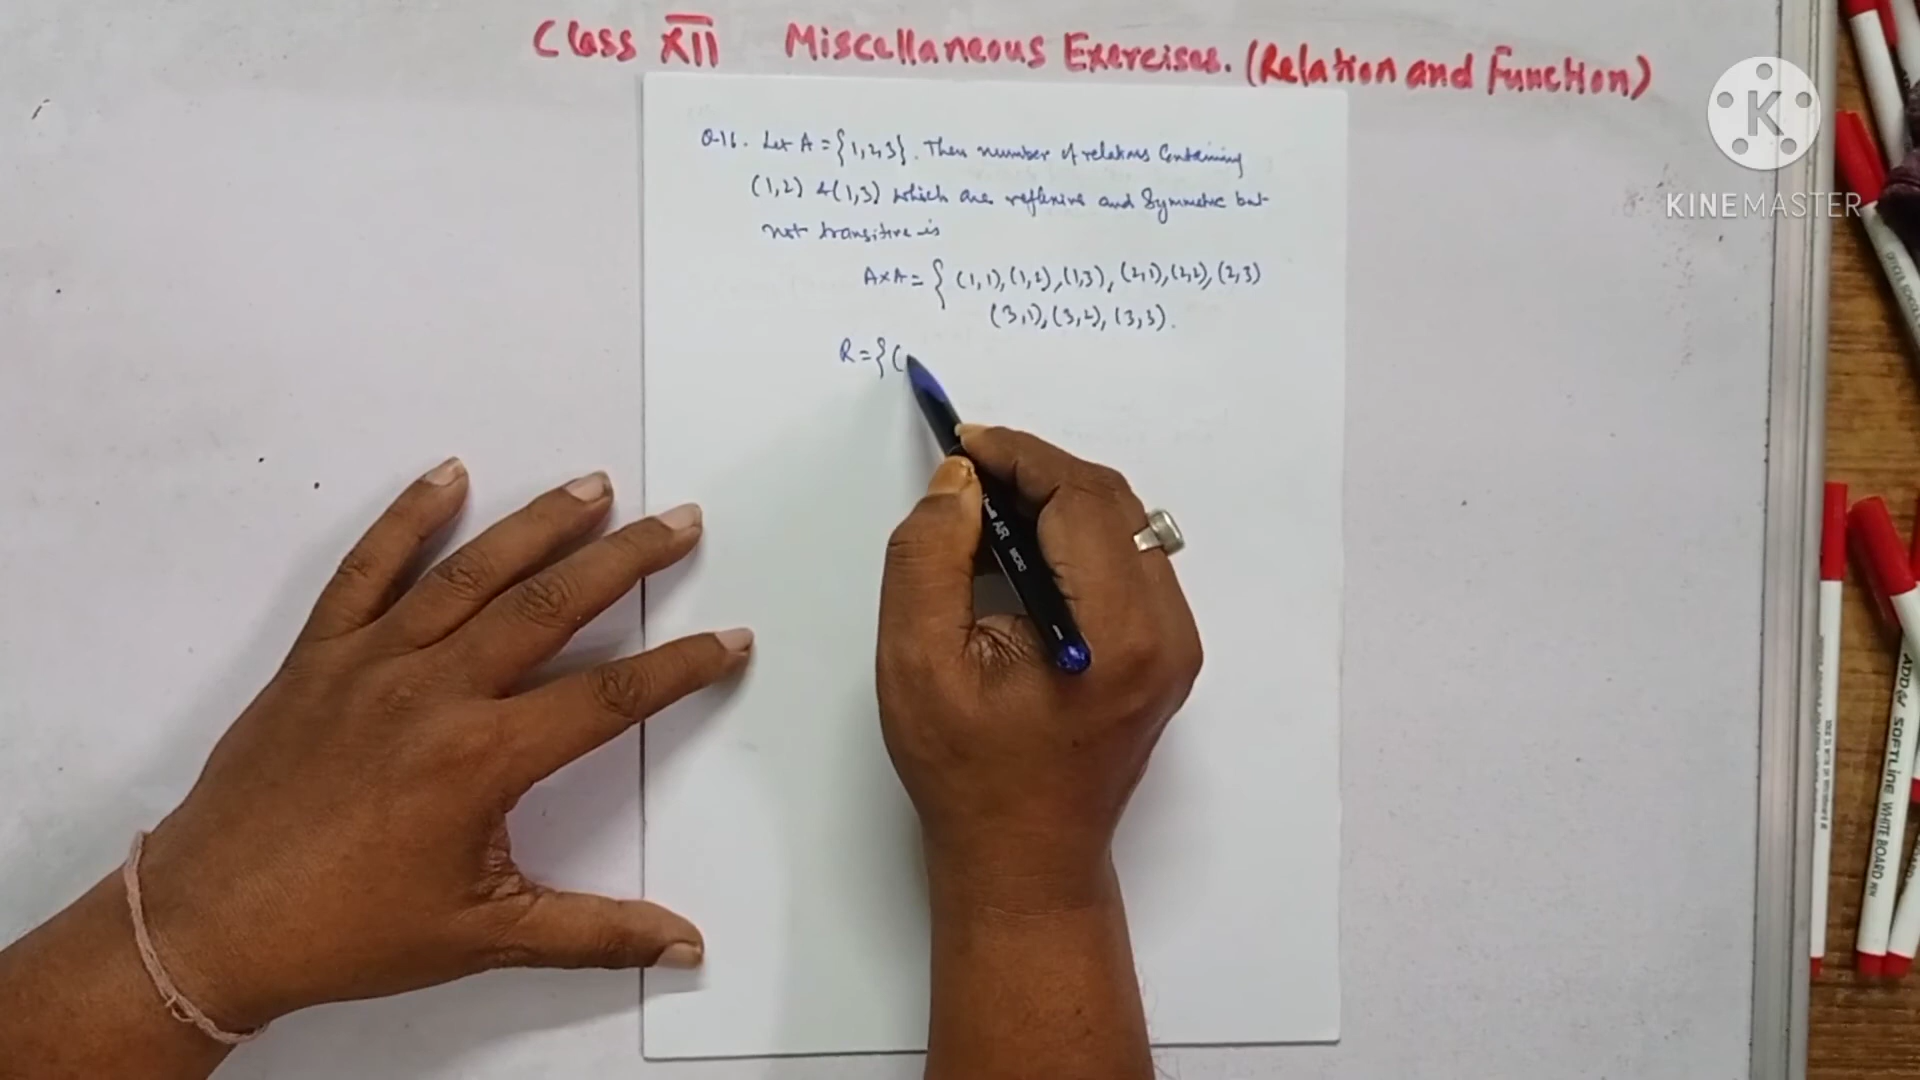 Class XII Miscellaneous Exercises. (Relation and Function)
K
KINEMASTER
Q.16. Let A = {1,2,3}. Then number of relations Containing
(1,2) & (1,3) which are reflexive and Symmetric but
not transitive is
A×A = { (1,1), (1,2), (1,3), (2,1), (2,2), (2,3)
(3,1), (3,2), (3,3).
R = { (
AIR
MICRO
ADD
SOFTLINE WHITE BOARD